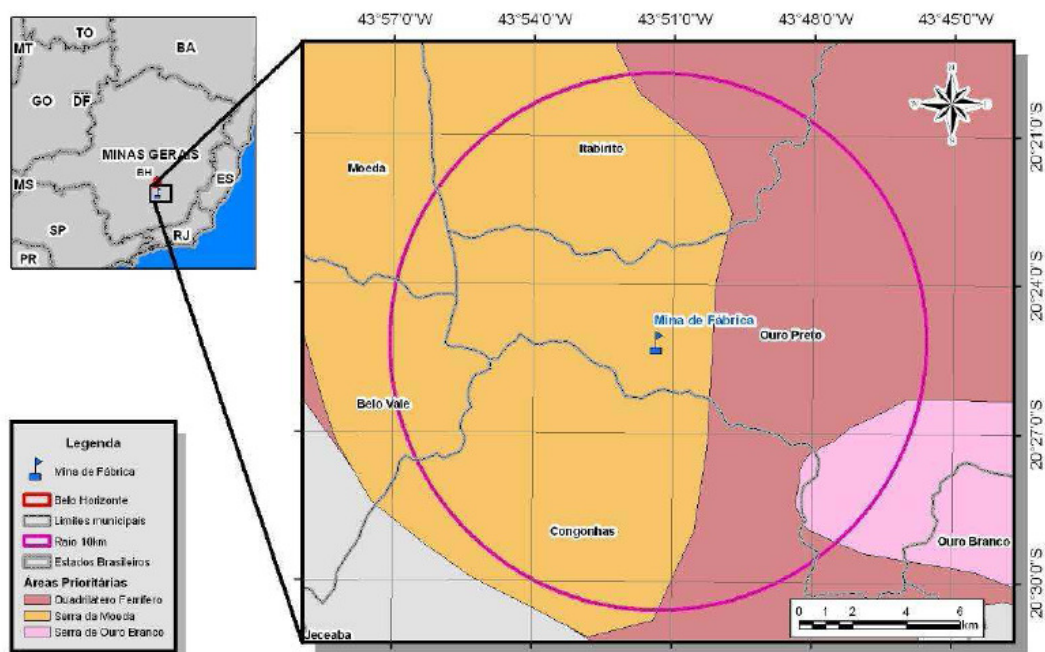 43°57'0"W 43°54'0"W 43°51'0"W 43°48'0"W 43°45'0"W
TO
MT
BA
GO
DF
MINAS GERAIS
BH
MS
ES
SP
RJ
PR
N
W
E
S
Itabirito
Moeda
Mina de Fábrica
Ouro Preto
Belo Vale
Congonhas
Ouro Branco
Jeceaba
20°21'0"S
20°24'0"S
20°27'0"S
20°30'0"S
0 0,5 1 2 4 6
km
Legenda
Mina de Fábrica
Belo Horizonte
Limites municipais
Raio 10km
Estados Brasileiros
Áreas Prioritárias
Quadrilátero Ferrífero
Serra da Moeda
Serra de Ouro Branco